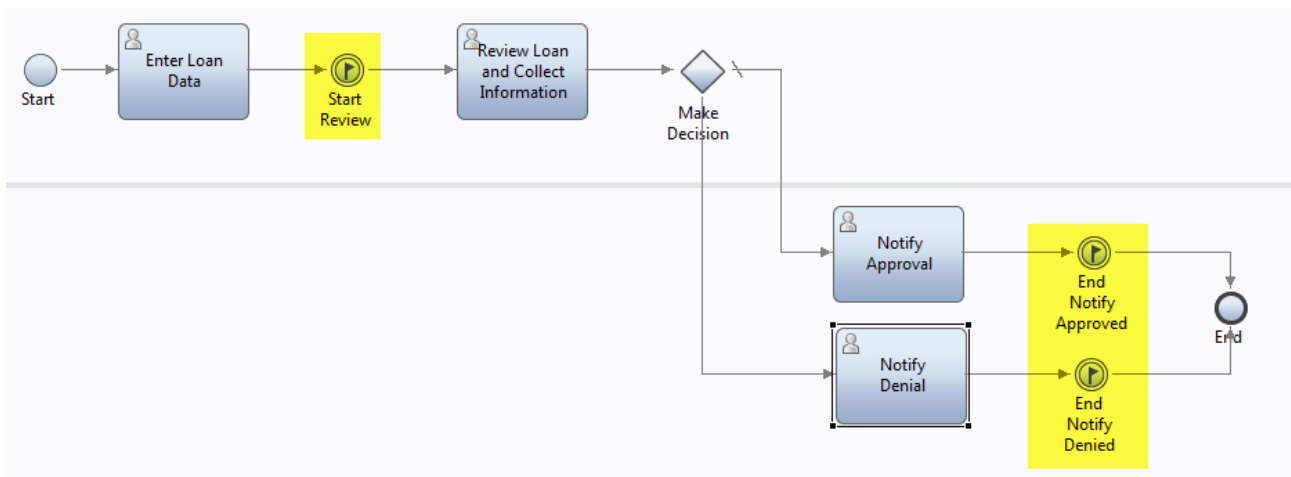 Start
Enter Loan
Data
Start
Review
Review Loan
and Collect
Information
Make
Decision
Notify
Approval
End
Notify
Approved
End
Notify
Denial
End
Notify
Denied